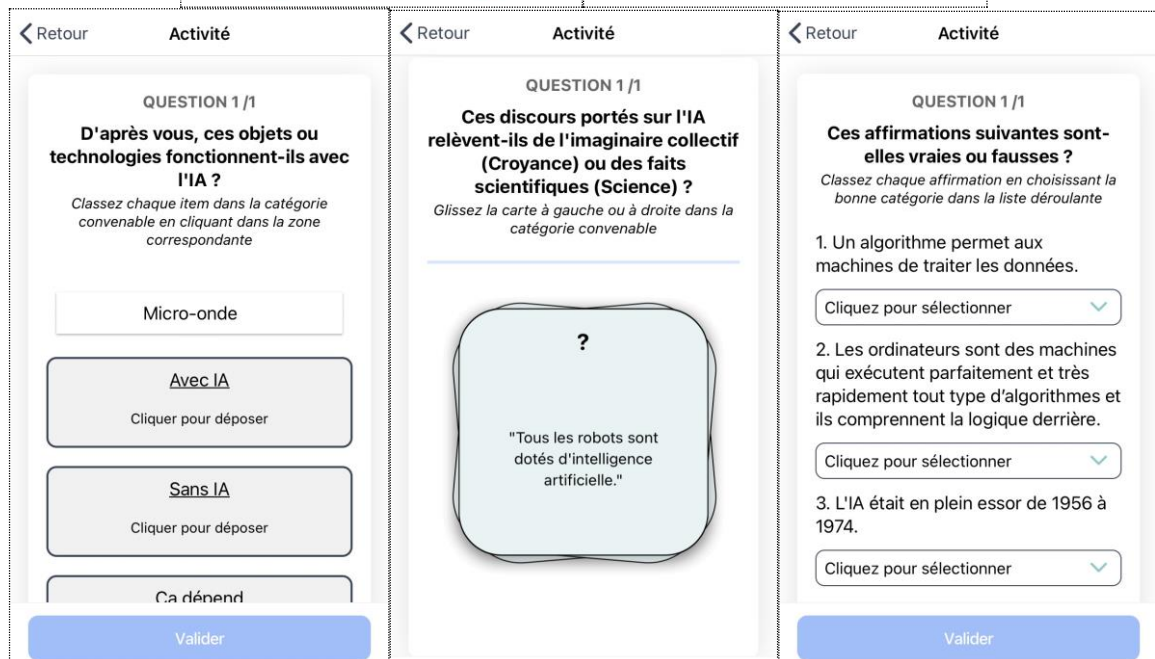 Retour
Activité
QUESTION 1 /1
D'après vous, ces objets ou
technologies fonctionnent-ils avec
l'IA ?
Classez chaque item dans la catégorie
convenable en cliquant dans la zone
correspondante
Micro-onde
Avec IA
Cliquer pour déposer
Sans IA
Cliquer pour déposer
Ca dépend
Valider
Retour
Activité
QUESTION 1 /1
Ces discours portés sur l'IA
relèvent-ils de l'imaginaire collectif
(Croyance) ou des faits
scientifiques (Science) ?
Glissez la carte à gauche ou à droite dans la
catégorie convenable
?
"Tous les robots sont
dotés d'intelligence
artificielle."
Retour
Activité
QUESTION 1 /1
Ces affirmations suivantes sont-
elles vraies ou fausses ?
Classez chaque affirmation en choisissant la
bonne catégorie dans la liste déroulante
1. Un algorithme permet aux
machines de traiter les données.
Cliquez pour sélectionner
2. Les ordinateurs sont des machines
qui exécutent parfaitement et très
rapidement tout type d'algorithmes et
ils comprennent la logique derrière.
Cliquez pour sélectionner
3. L'IA était en plein essor de 1956 à
1974.
Cliquez pour sélectionner
Valider